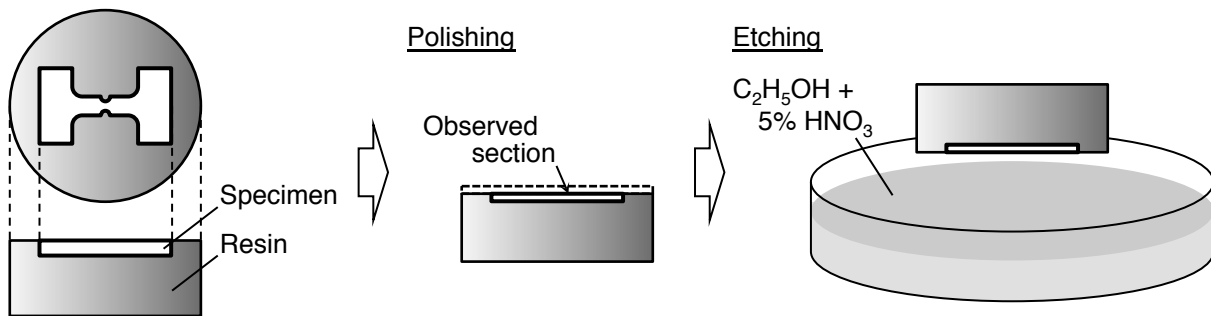 Polishing
Etching
C₂H₅OH +
5% HNO₃
Observed
section
Specimen
Resin